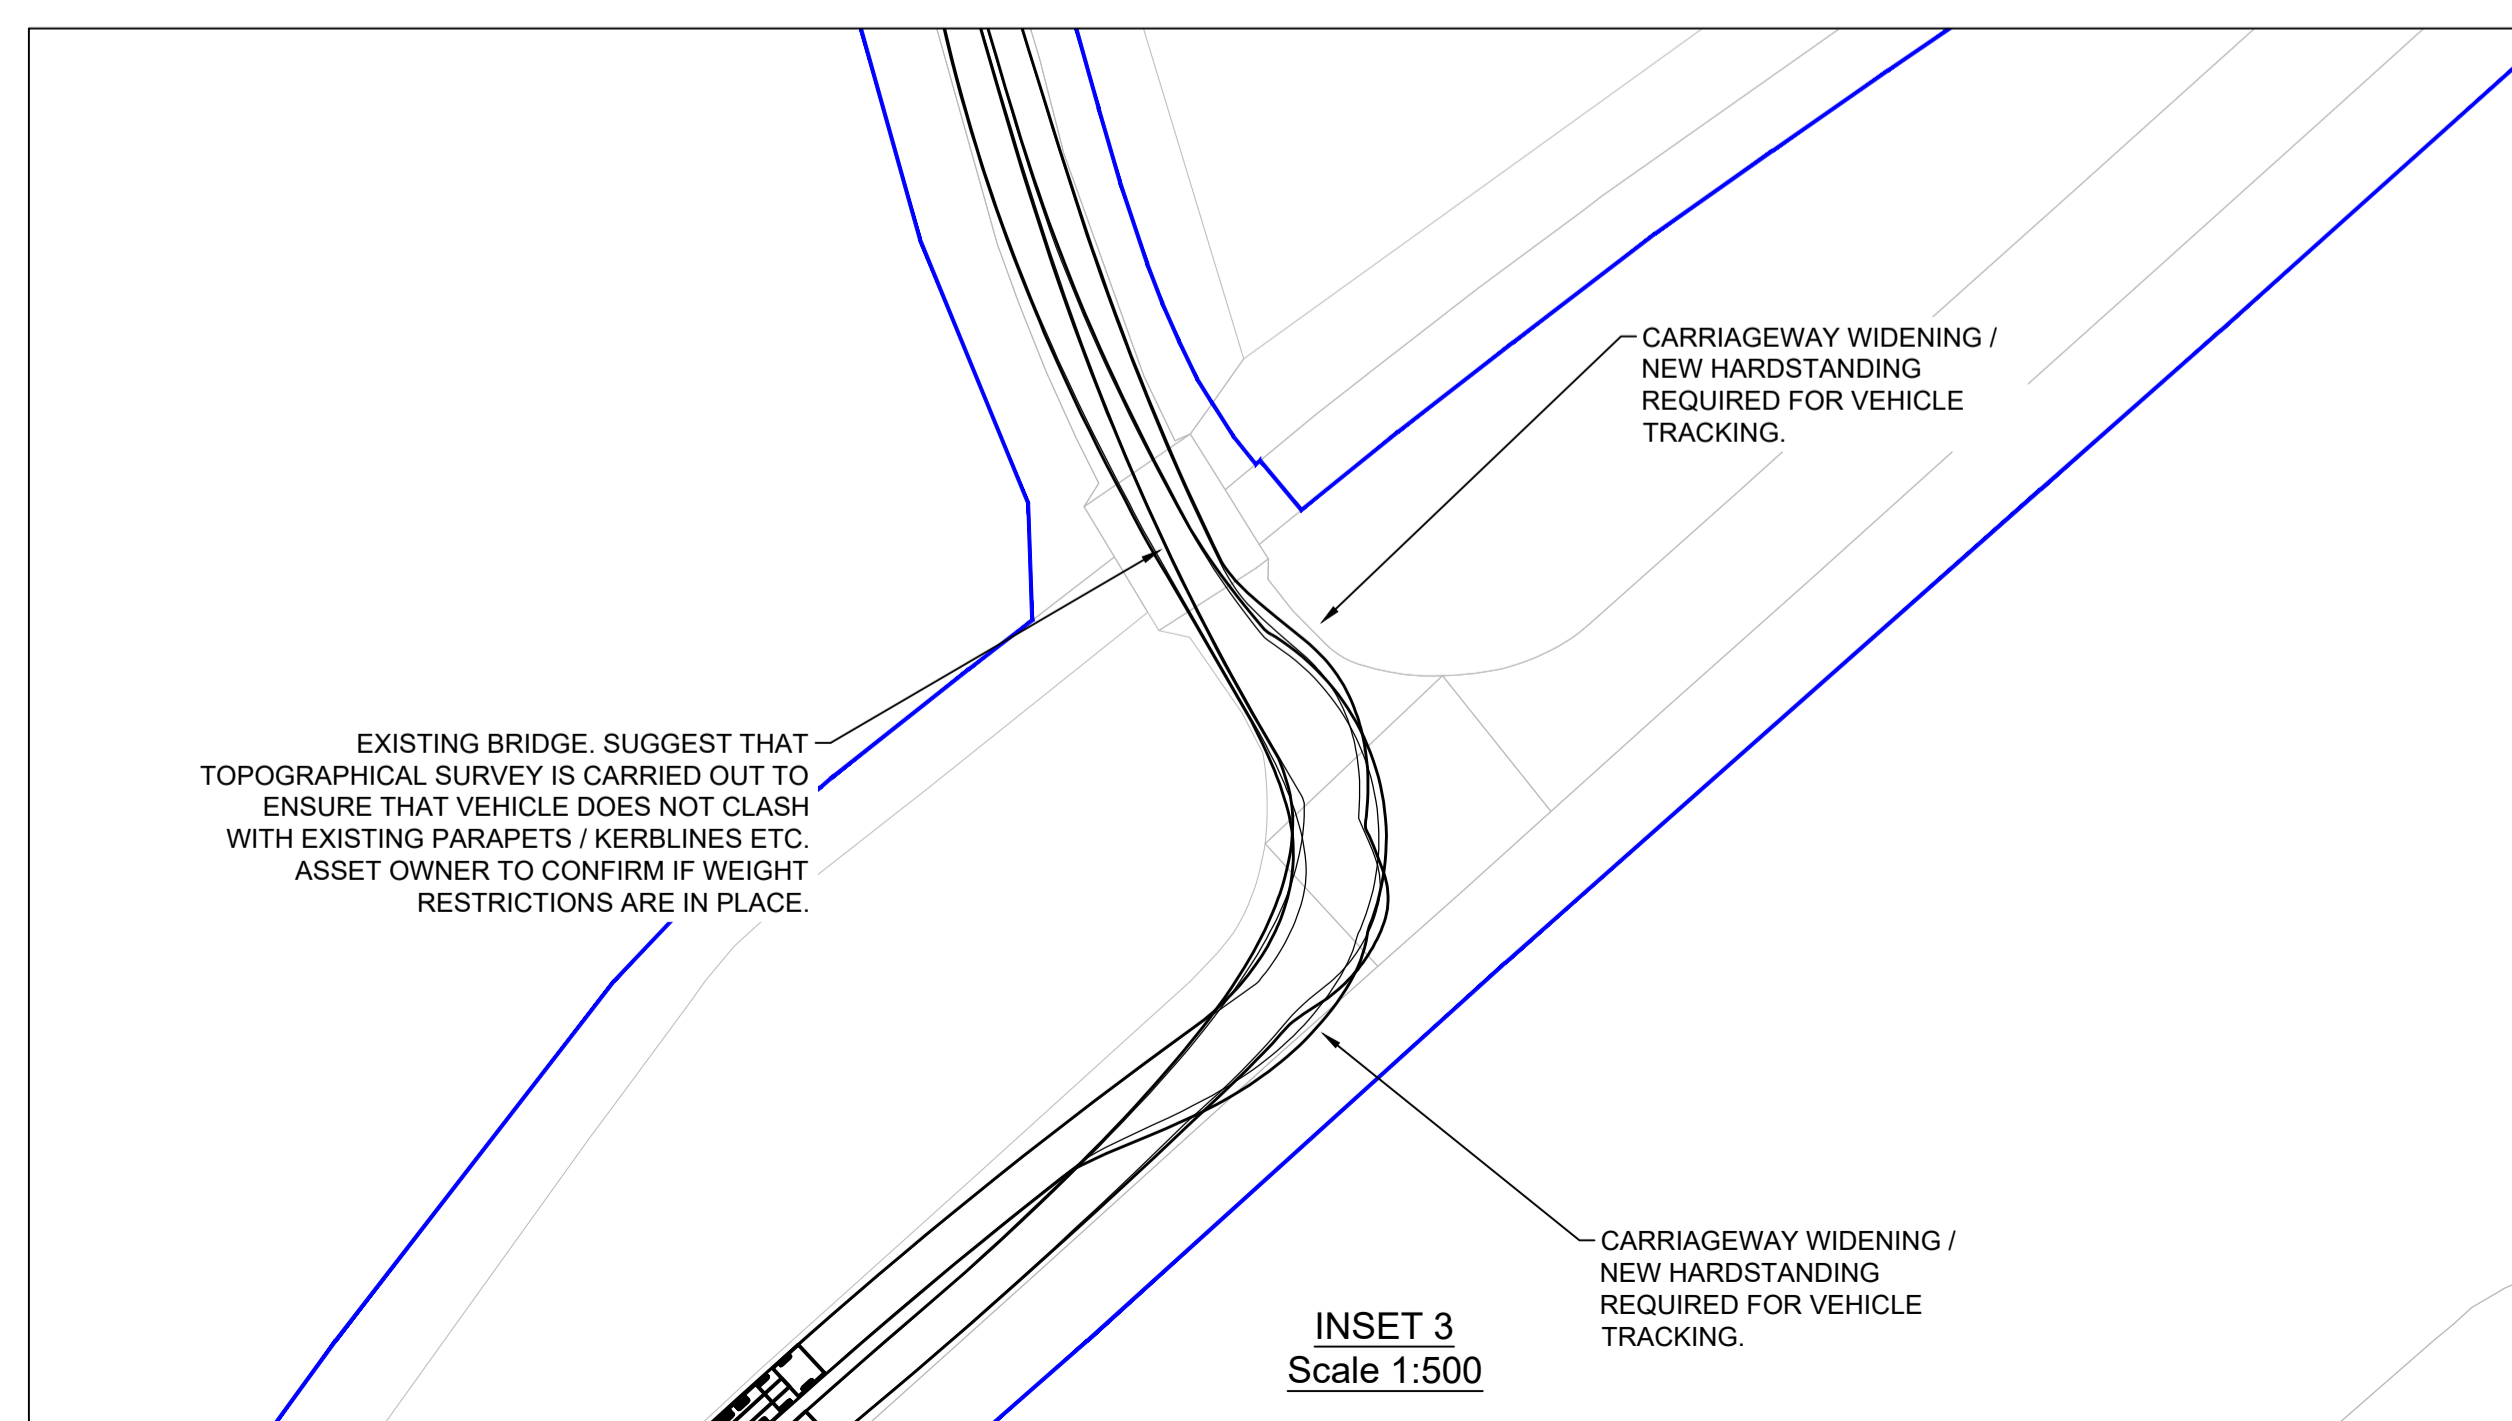 CARRIAGEWAY WIDENING /
NEW HARDSTANDING
REQUIRED FOR VEHICLE
TRACKING.
EXISTING BRIDGE. SUGGEST THAT
TOPOGRAPHICAL SURVEY IS CARRIED OUT TO
ENSURE THAT VEHICLE DOES NOT CLASH
WITH EXISTING PARAPETS / KERBLINES ETC.
ASSET OWNER TO CONFIRM IF WEIGHT
RESTRICTIONS ARE IN PLACE.
CARRIAGEWAY WIDENING /
NEW HARDSTANDING
REQUIRED FOR VEHICLE
TRACKING.
INSET 3
Scale 1:500